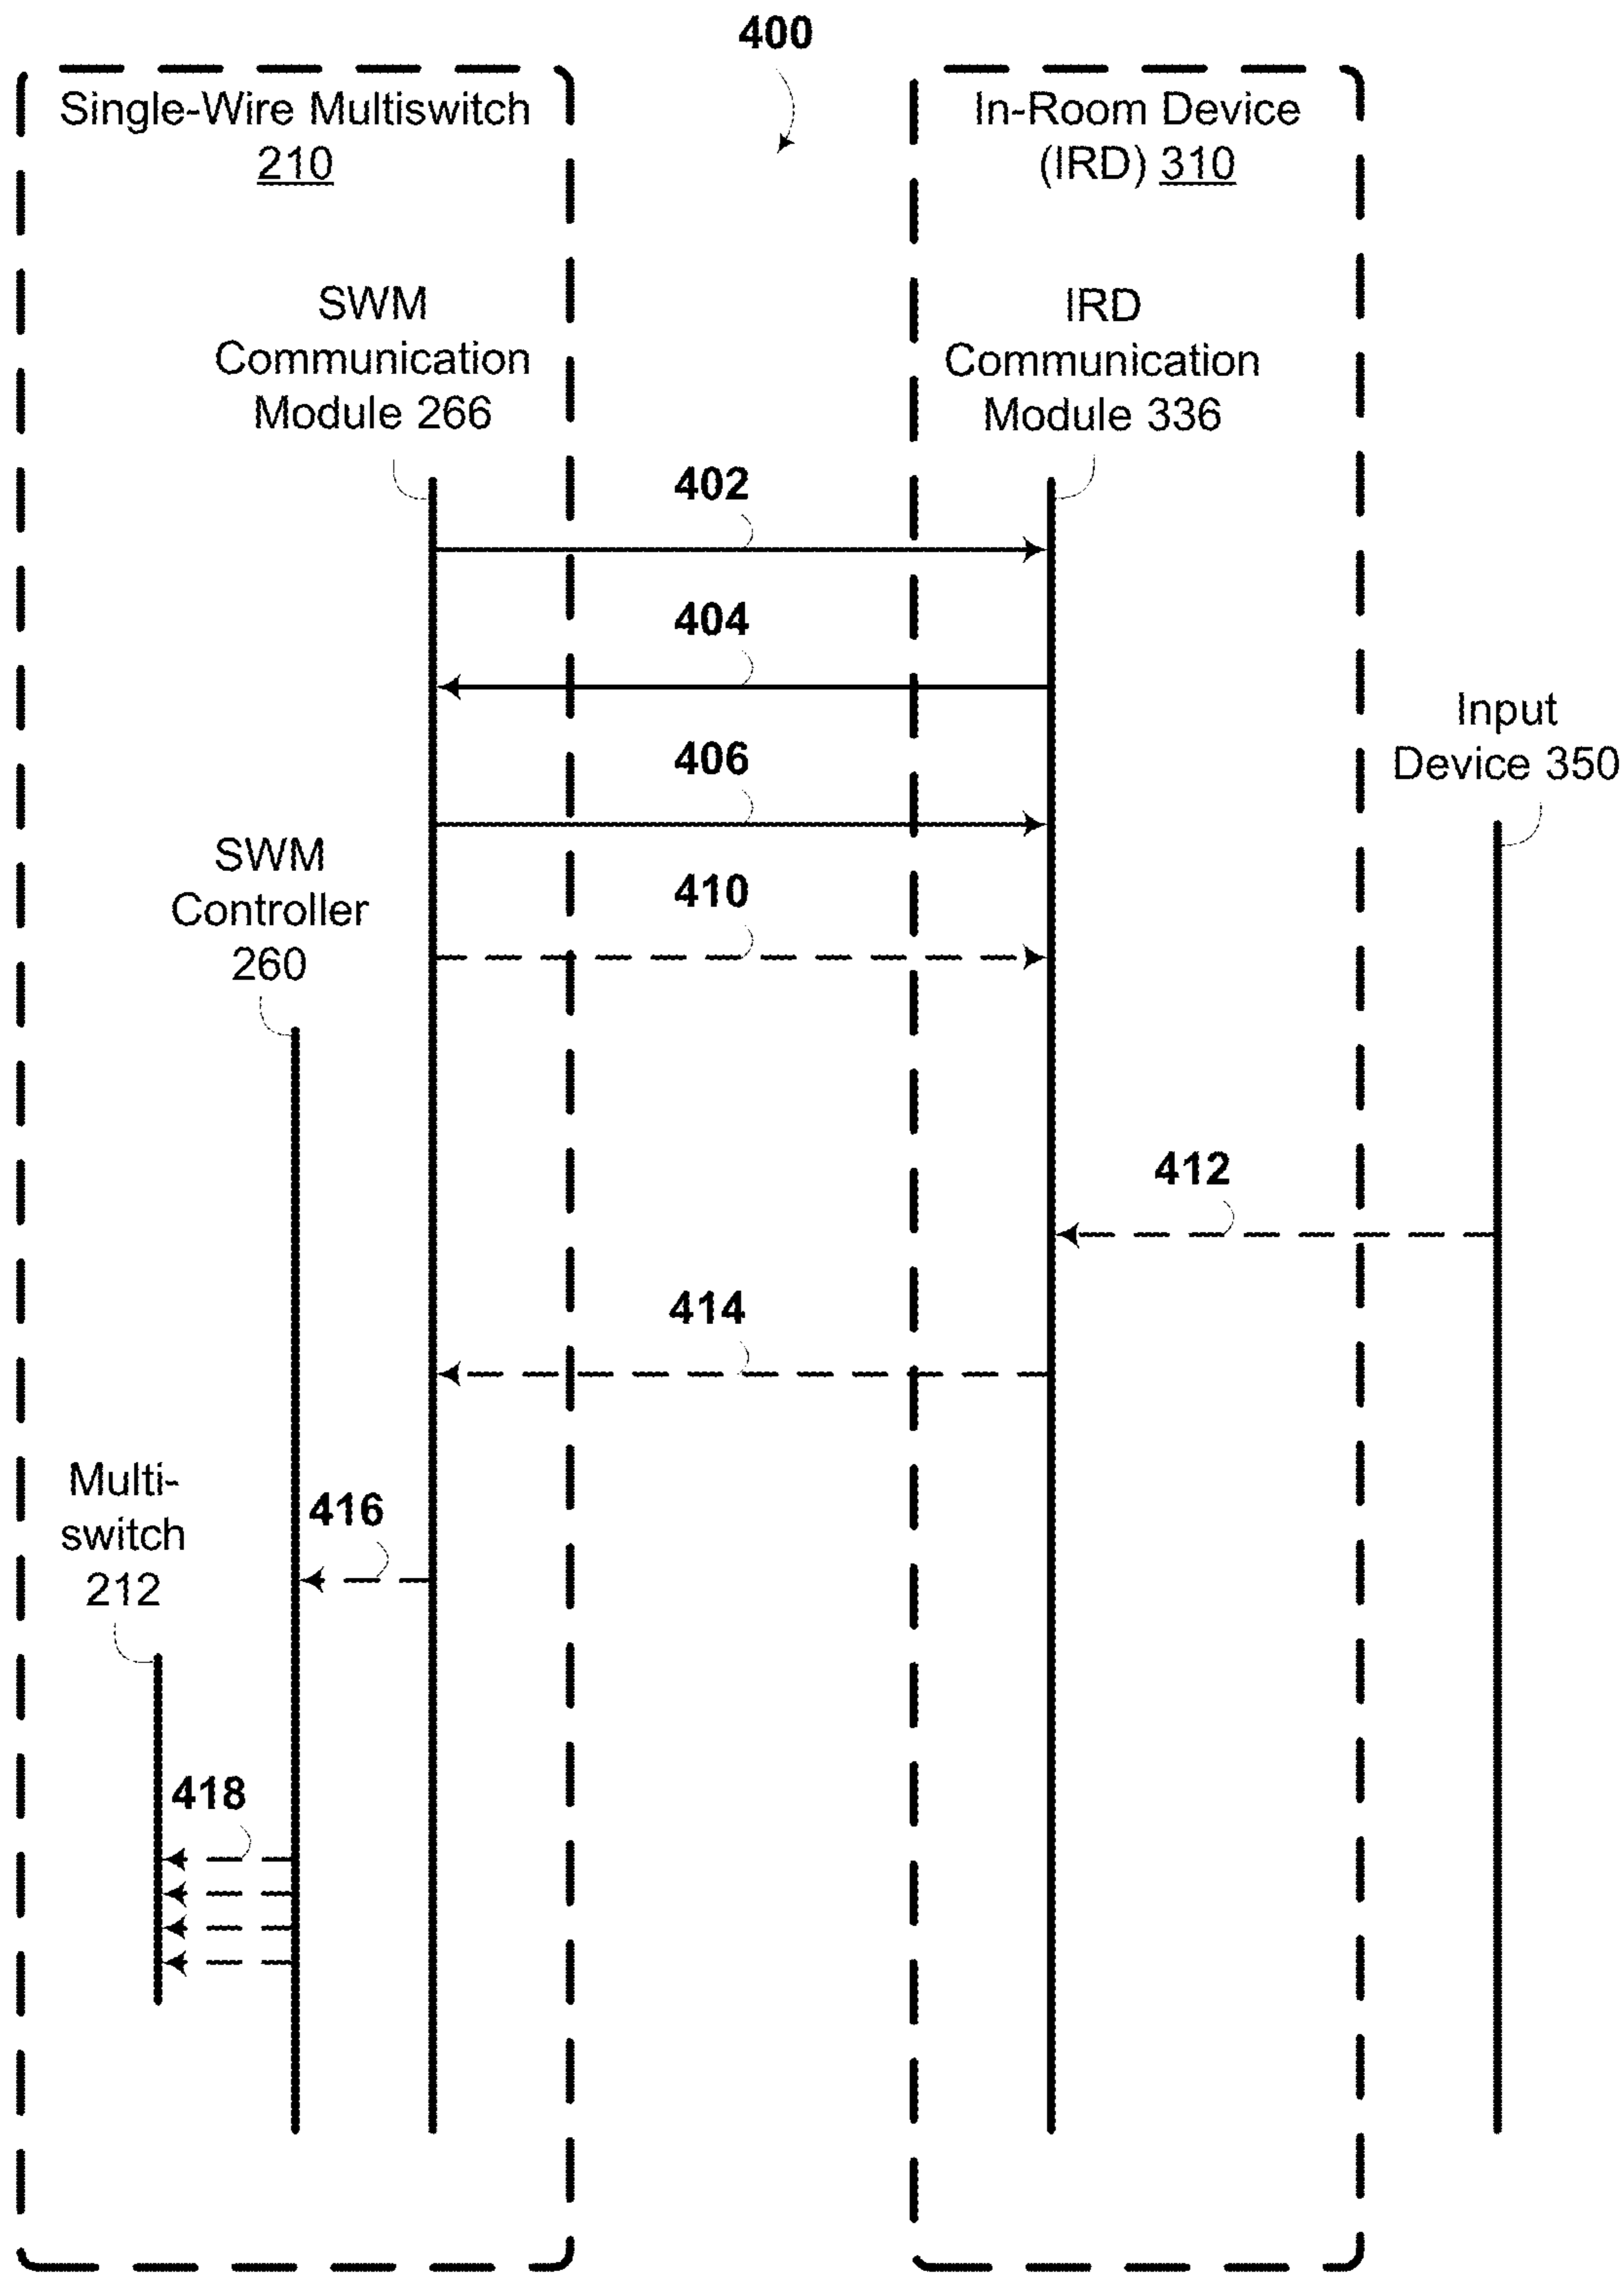 400
Single-Wire Multiswitch
210
In-Room Device
(IRD) 310
SWM
Communication
Module 266
IRD
Communication
Module 336
402
404
Input
Device 350
406
SWM
Controller
260
410
412
414
Multi-
switch
212
416
418